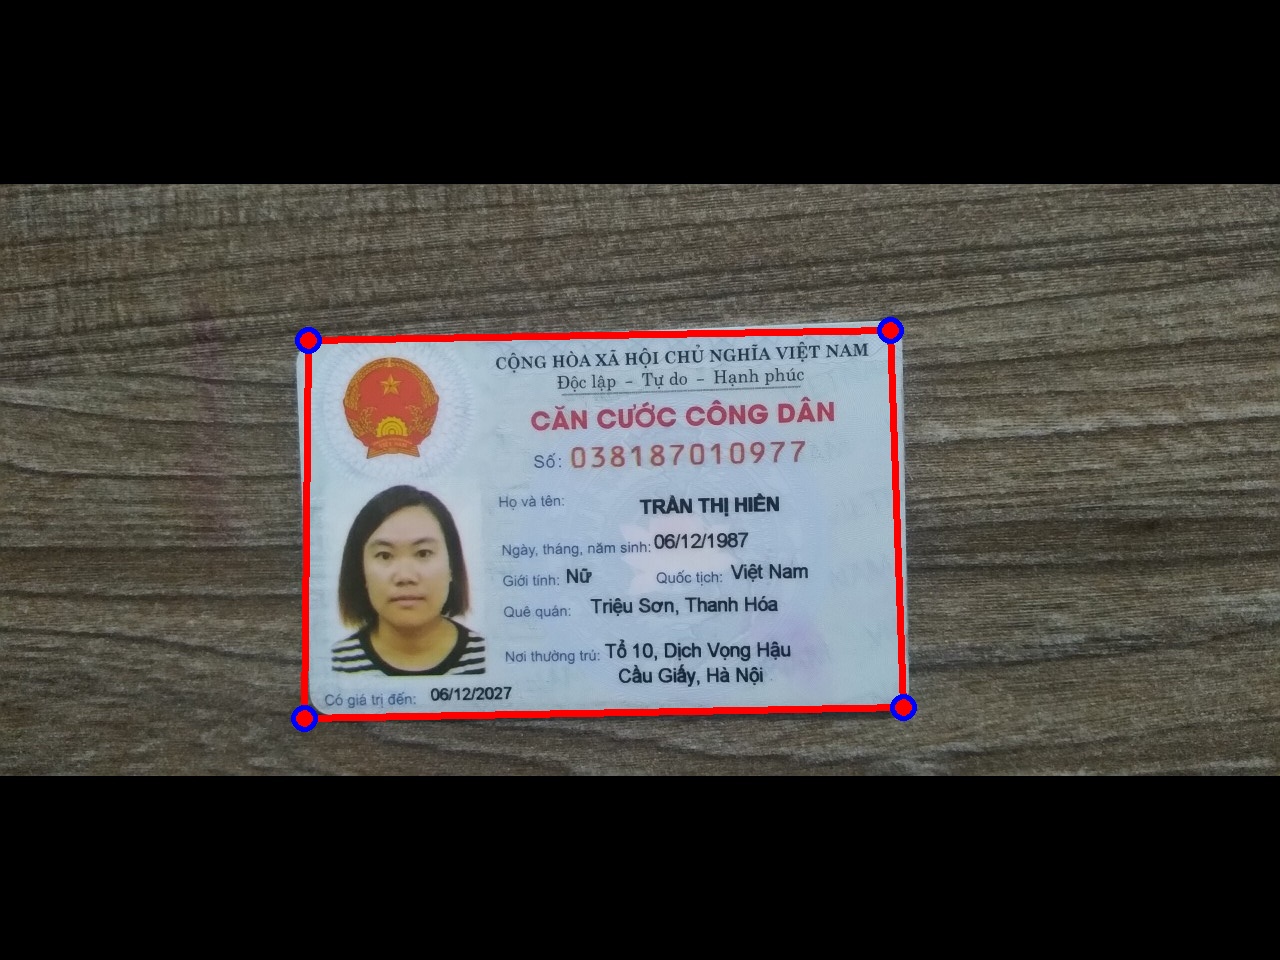 CỘNG HÒA XÃ HỘI CHỦ NGHĨA VIỆT NAM
Độc lập - Tự do - Hạnh phúc
CĂN CƯỚC CÔNG DÂN
Số: 038187010977
Họ và tên: TRẦN THỊ HIỀN
Ngày, tháng, năm sinh: 06/12/1987
Giới tính: Nữ Quốc tịch: Việt Nam
Quê quán: Triệu Sơn, Thanh Hóa
Nơi thường trú: Tổ 10, Dịch Vọng Hậu
Cầu Giấy, Hà Nội
Có giá trị đến: 06/12/2027